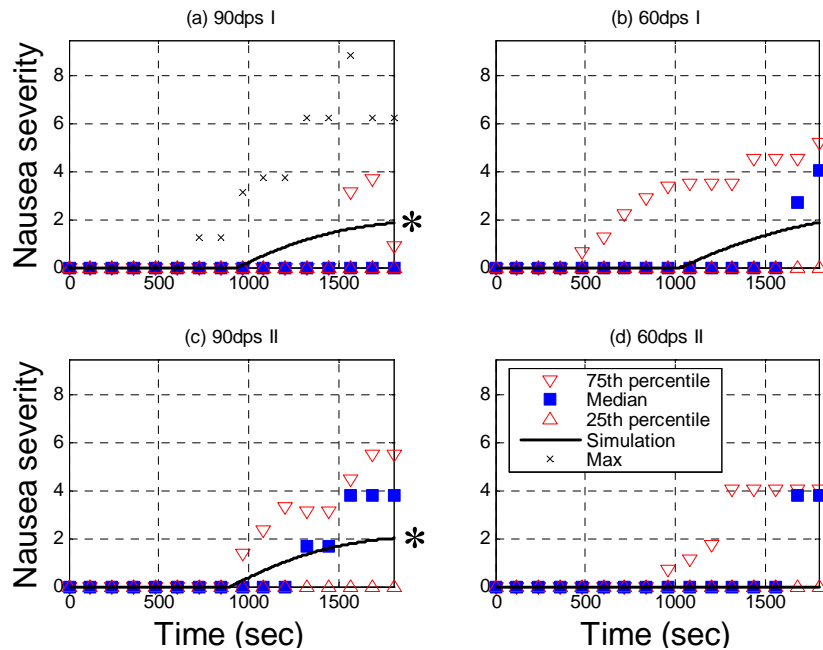 (a) 90dps I
(b) 60dps I
Nausea severity
8
6
4
2
0
0 500 1000 1500
*
8
6
4
2
0
0 500 1000 1500
(c) 90dps II
(d) 60dps II
Nausea severity
8
6
4
2
0
0 500 1000 1500
*
Time (sec)
8
6
4
2
0
75th percentile
Median
25th percentile
Simulation
Max
0 500 1000 1500
Time (sec)